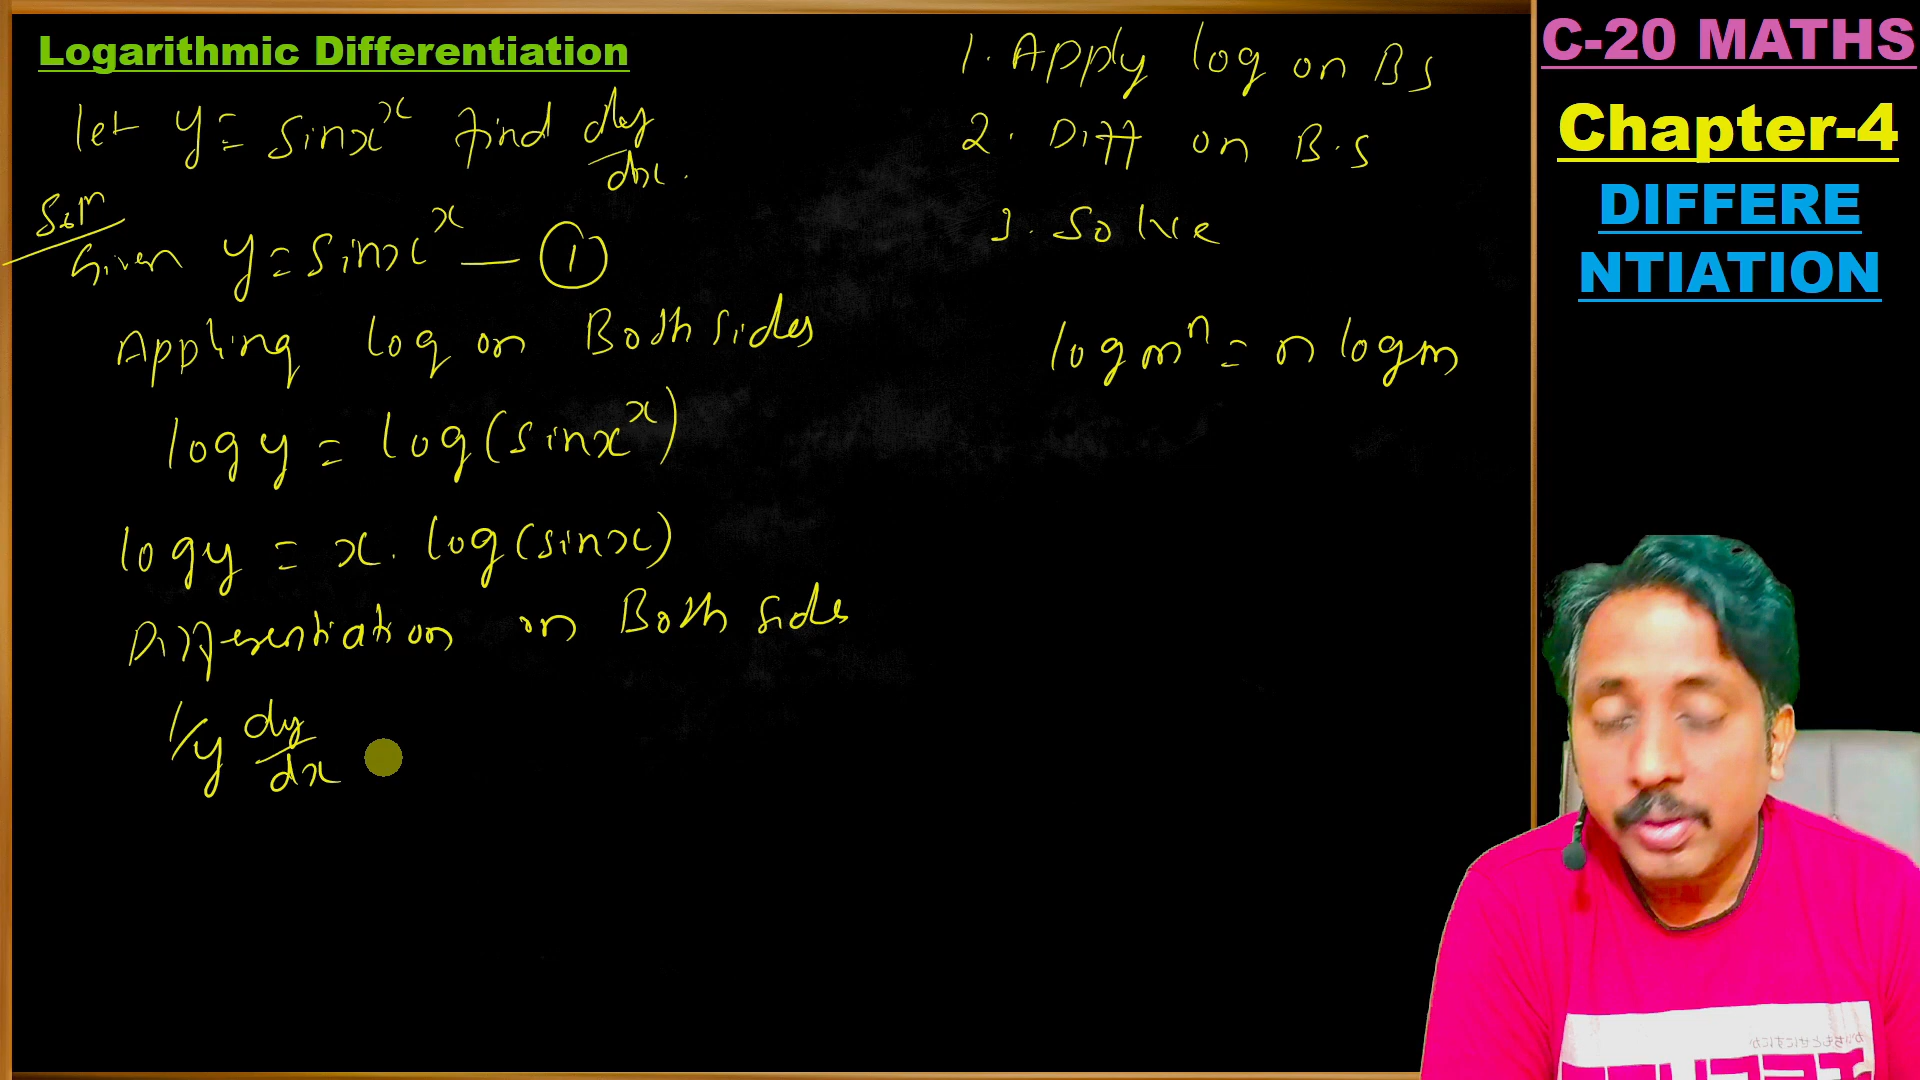 Logarithmic Differentiation
let y = sinx^x find dy/dx.
Soln
Given y = sinx^x — ①
Appling log on Both sides
log y = log(sinx^x)
log y = x. log(sinx)
Differentiation on Both sides
1/y dy/dx
1. Apply log on BS
2. Diff on B.S
3. Solve
log m^n = n log m
C-20 MATHS
Chapter-4
DIFFERE
NTIATION